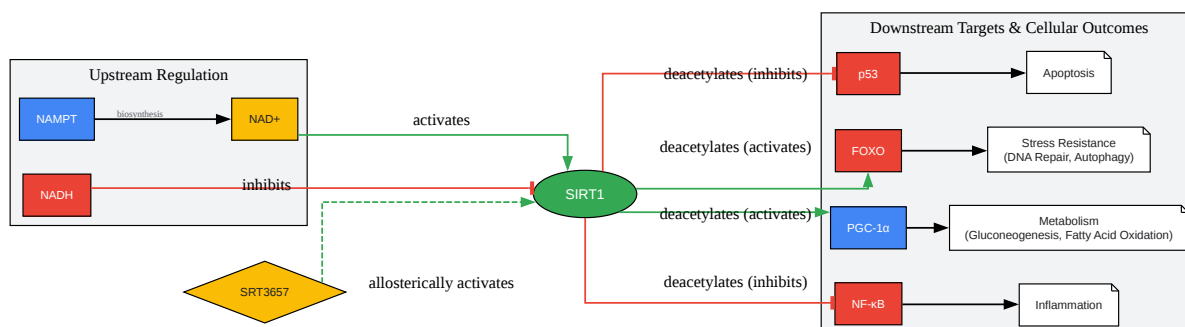 Upstream Regulation
NAMPT
biosynthesis
NAD+
NADH
inhibits
activates
SRT3657
allosterically activates
SIRT1
deacetylates (inhibits)
deacetylates (activates)
deacetylates (activates)
deacetylates (inhibits)
Downstream Targets & Cellular Outcomes
p53
Apoptosis
FOXO
Stress Resistance
(DNA Repair, Autophagy)
PGC-1α
Metabolism
(Gluconeogenesis, Fatty Acid Oxidation)
NF-κB
Inflammation